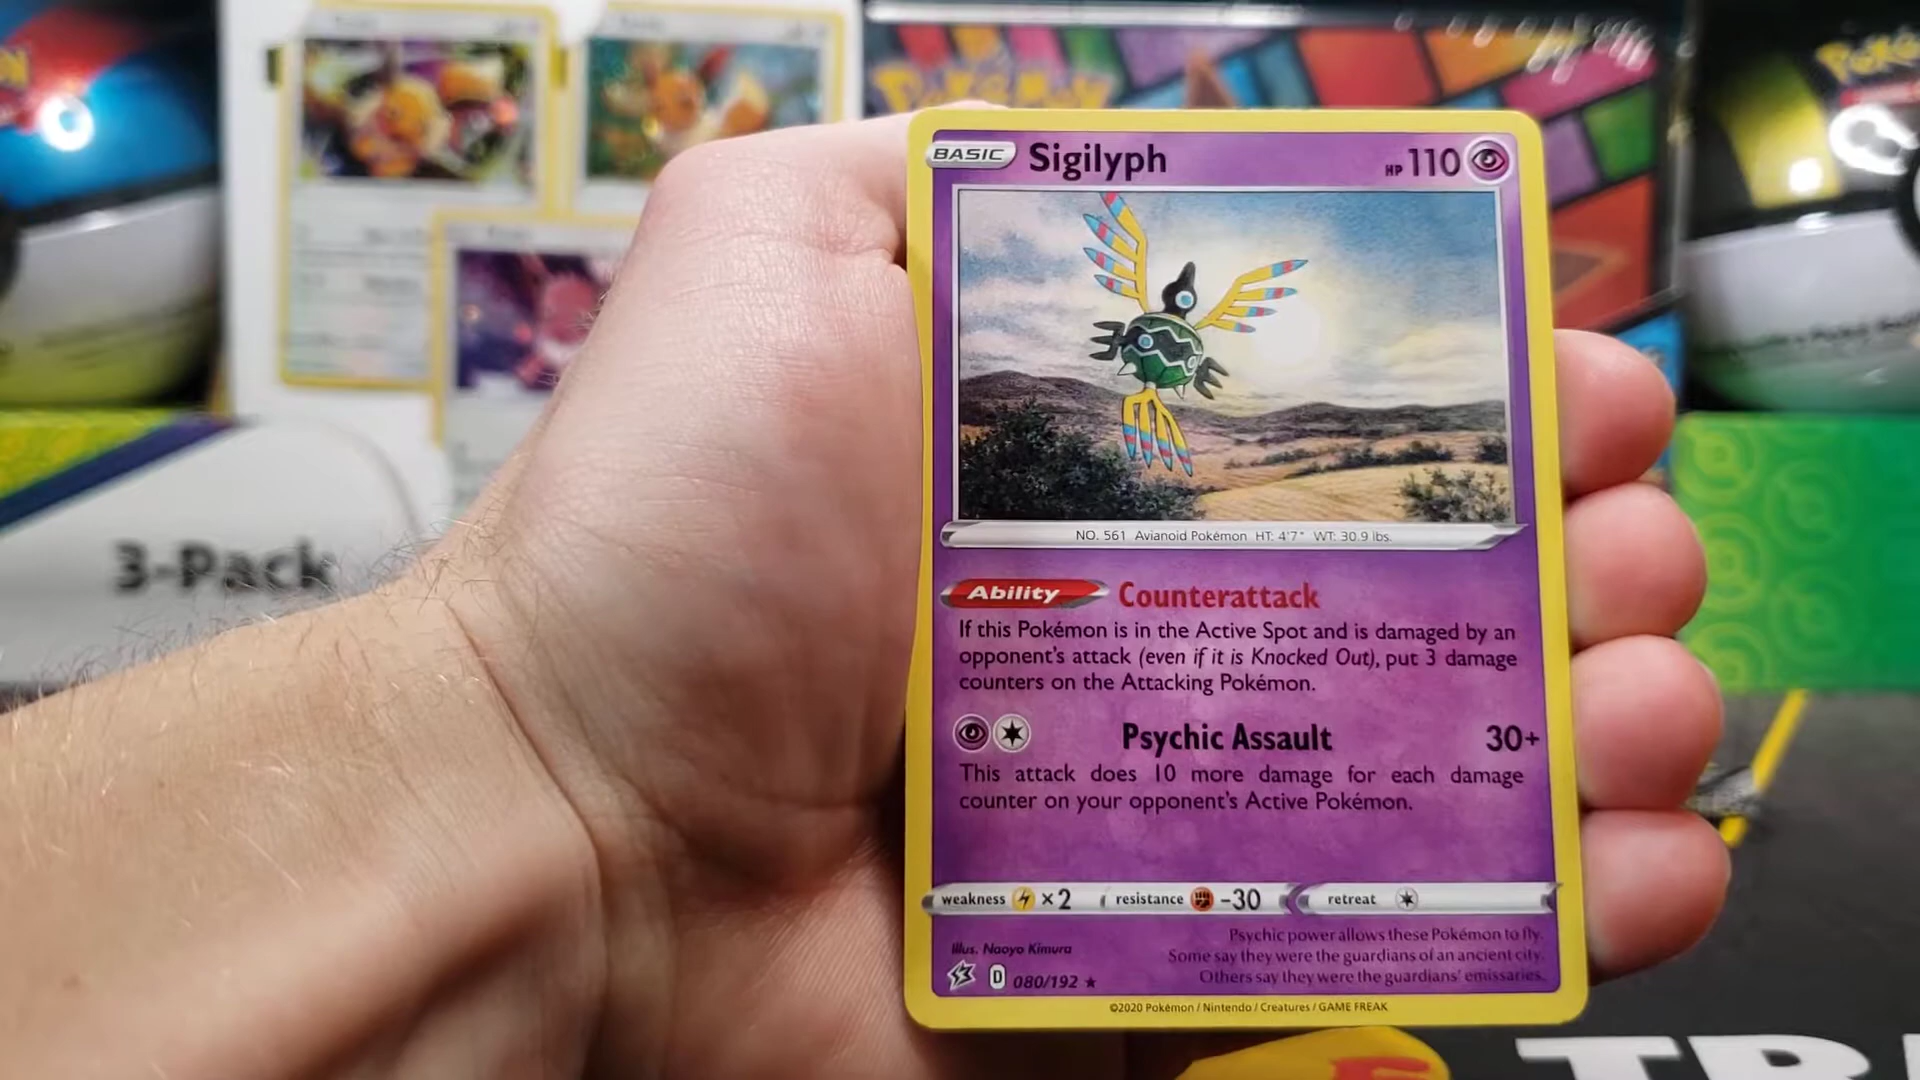 Pokémon
BASIC Sigilyph HP 110
NO. 561 Avianoid Pokémon HT: 4'7" WT: 30.9 lbs.
Ability Counterattack
If this Pokémon is in the Active Spot and is damaged by an
opponent's attack (even if it is Knocked Out), put 3 damage
counters on the Attacking Pokémon.
Psychic Assault 30+
This attack does 10 more damage for each damage
counter on your opponent's Active Pokémon.
weakness ×2 resistance -30 retreat
Illus. Naoyo Kimura
Psychic power allows these Pokémon to fly.
Some say they were the guardians of an ancient city.
Others say they were the guardians' emissaries.
D 080/192 ★
©2020 Pokémon / Nintendo / Creatures / GAME FREAK
3-Pack